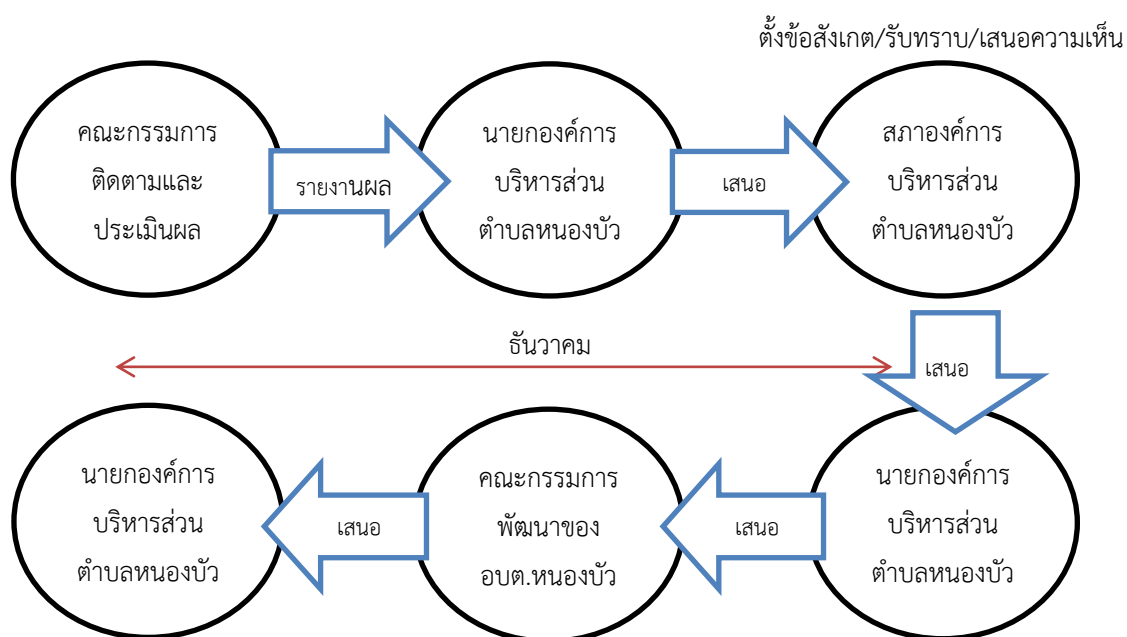 ตั้งข้อสังเกต/รับทราบ/เสนอความเห็น
คณะกรรมการ
ติดตามและ
ประเมินผล
รายงานผล
นายกองค์การ
บริหารส่วน
ตำบลหนองบัว
เสนอ
สภาองค์การ
บริหารส่วน
ตำบลหนองบัว
ธันวาคม
เสนอ
นายกองค์การ
บริหารส่วน
ตำบลหนองบัว
เสนอ
คณะกรรมการ
พัฒนาของ
อบต.หนองบัว
เสนอ
นายกองค์การ
บริหารส่วน
ตำบลหนองบัว